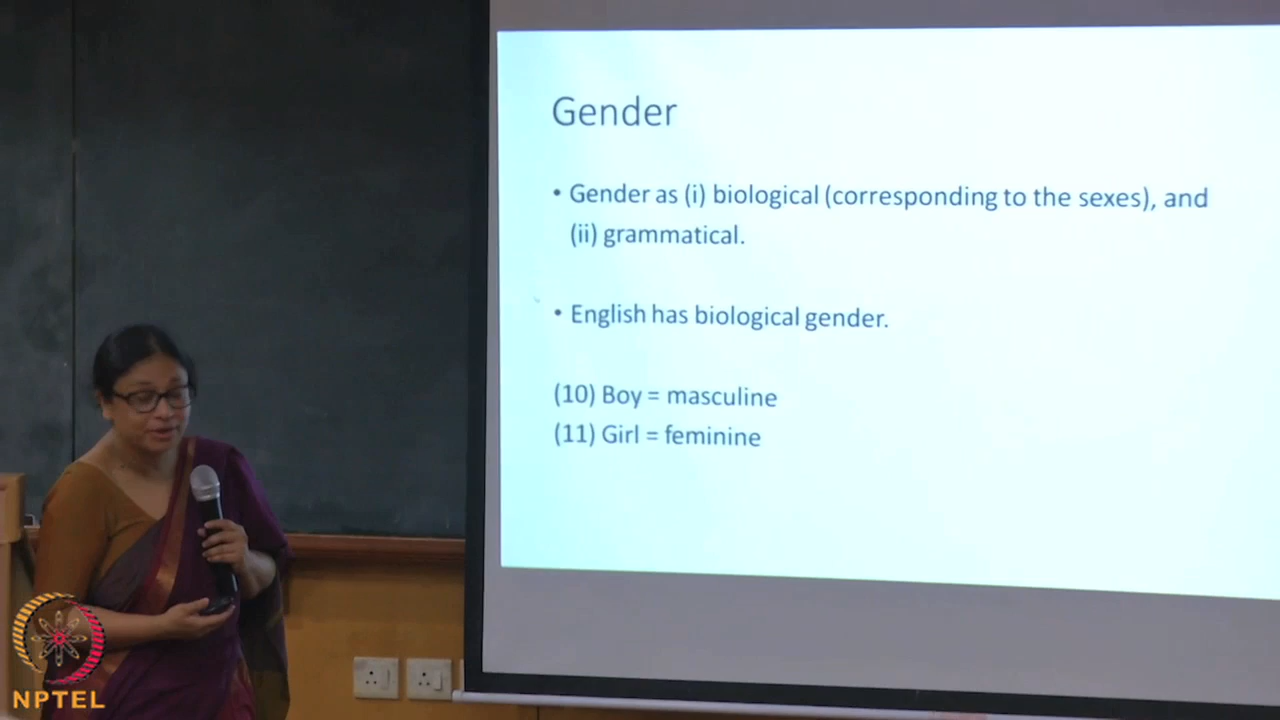 Gender
• Gender as (i) biological (corresponding to the sexes), and
(ii) grammatical.
• English has biological gender.
(10) Boy = masculine
(11) Girl = feminine
NPTEL